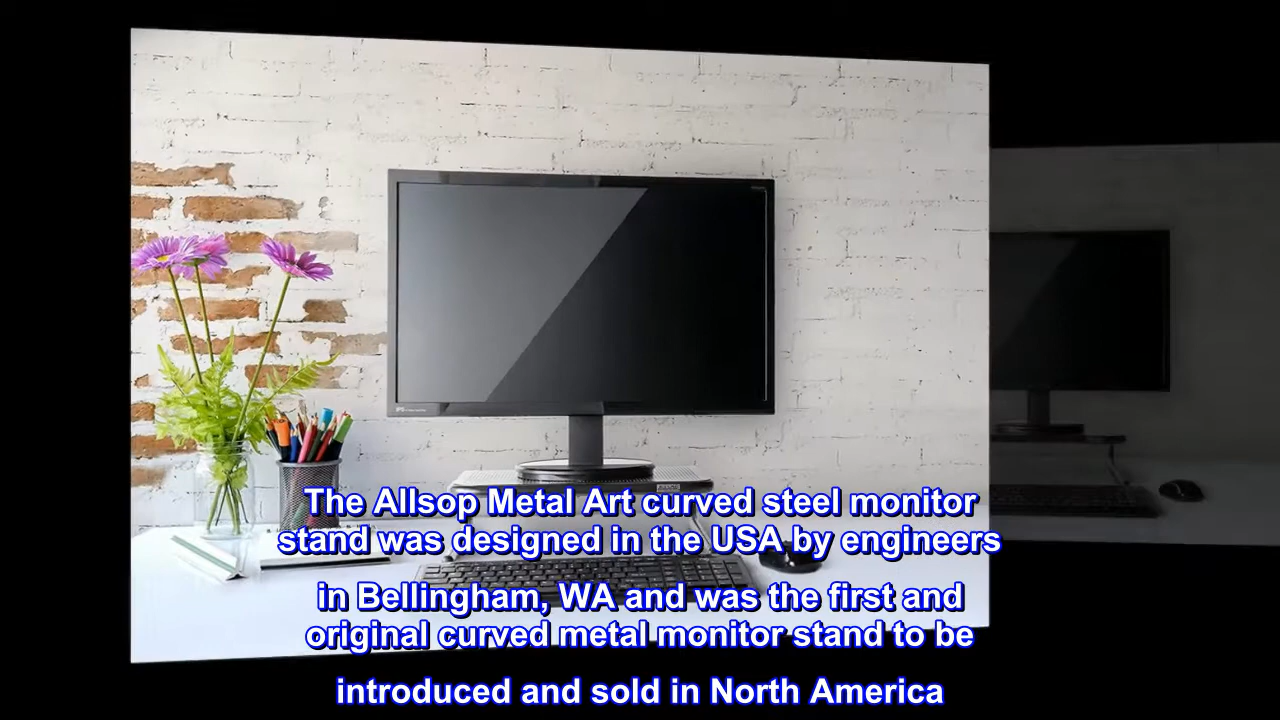 The Allsop Metal Art curved steel monitor
stand was designed in the USA by engineers
in Bellingham, WA and was the first and
original curved metal monitor stand to be
introduced and sold in North America